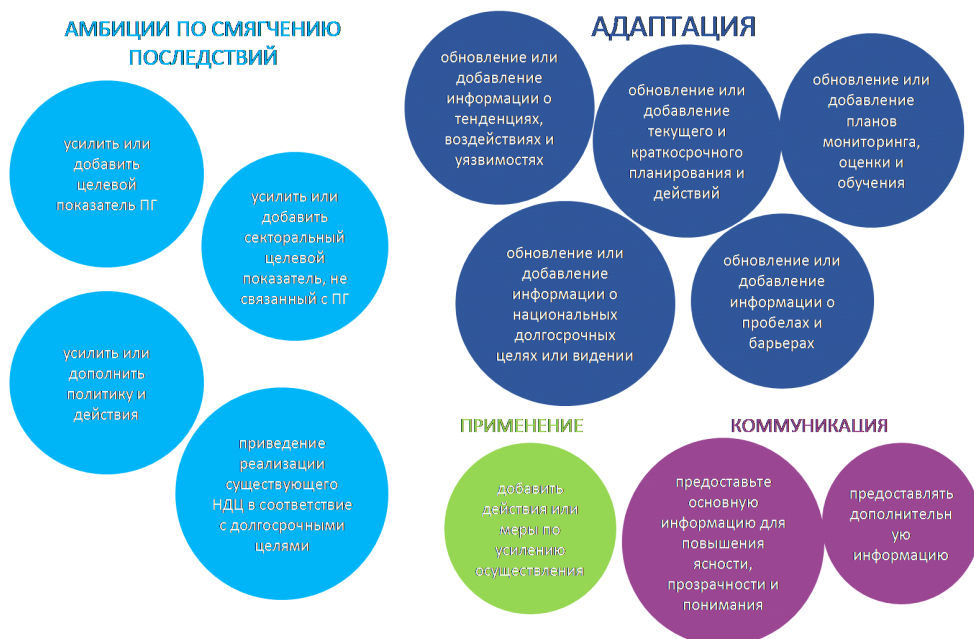 АМБИЦИИ ПО СМЯГЧЕНИЮ
ПОСЛЕДСТВИЙ
усилить или
добавить
целевой
показатель ПГ
усилить или
добавить
секторальный
целевой
показатель, не
связанный с ПГ
усилить или
дополнить
политику и
действия
приведение
реализации
существующего
НДЦ в соответствие
с долгосрочными
целями
АДАПТАЦИЯ
обновление или
добавление
информации о
тенденциях,
воздействиях и
уязвимостях
обновление или
добавление
текущего и
краткосрочного
планирования и
действий
обновление или
добавление
планов
мониторинга,
оценки и
обучения
обновление или
добавление
информации о
национальных
долгосрочных
целях или видении
обновление или
добавление
информации о
пробелах и
барьерах
ПРИМЕНЕНИЕ
добавить
действия или
меры по
усилению
осуществления
КОММУНИКАЦИЯ
предоставьте
основную
информацию для
повышения
ясности,
прозрачности и
понимания
предоставлять
дополнительн
ую
информацию